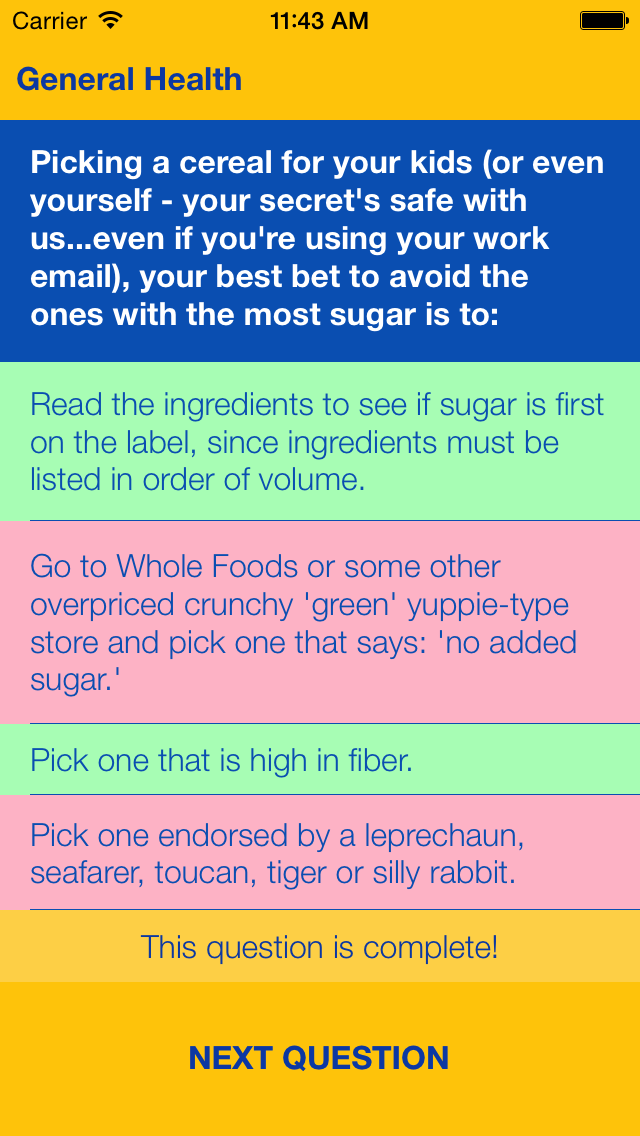 Carrier 11:43 AM
General Health
Picking a cereal for your kids (or even
yourself - your secret's safe with
us...even if you're using your work
email), your best bet to avoid the
ones with the most sugar is to:
Read the ingredients to see if sugar is first
on the label, since ingredients must be
listed in order of volume.
Go to Whole Foods or some other
overpriced crunchy 'green' yuppie-type
store and pick one that says: 'no added
sugar.'
Pick one that is high in fiber.
Pick one endorsed by a leprechaun,
seafarer, toucan, tiger or silly rabbit.
This question is complete!
NEXT QUESTION